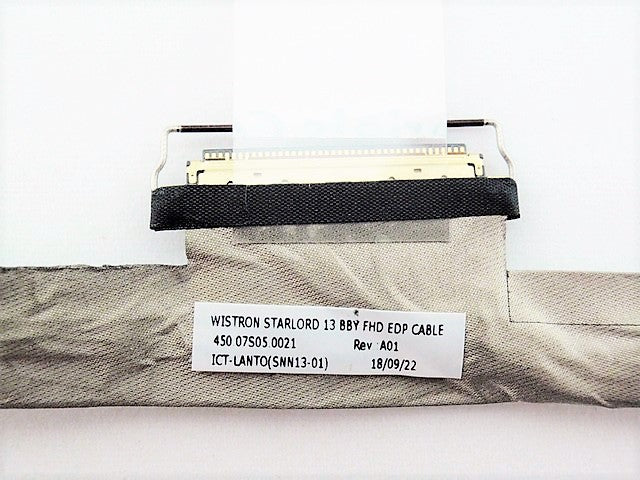 WISTRON STARLORD 13 BBY FHD EDP CABLE
450.07S05.0021 Rev A01
ICT-LANTO(SNN13-01) 18/09/22